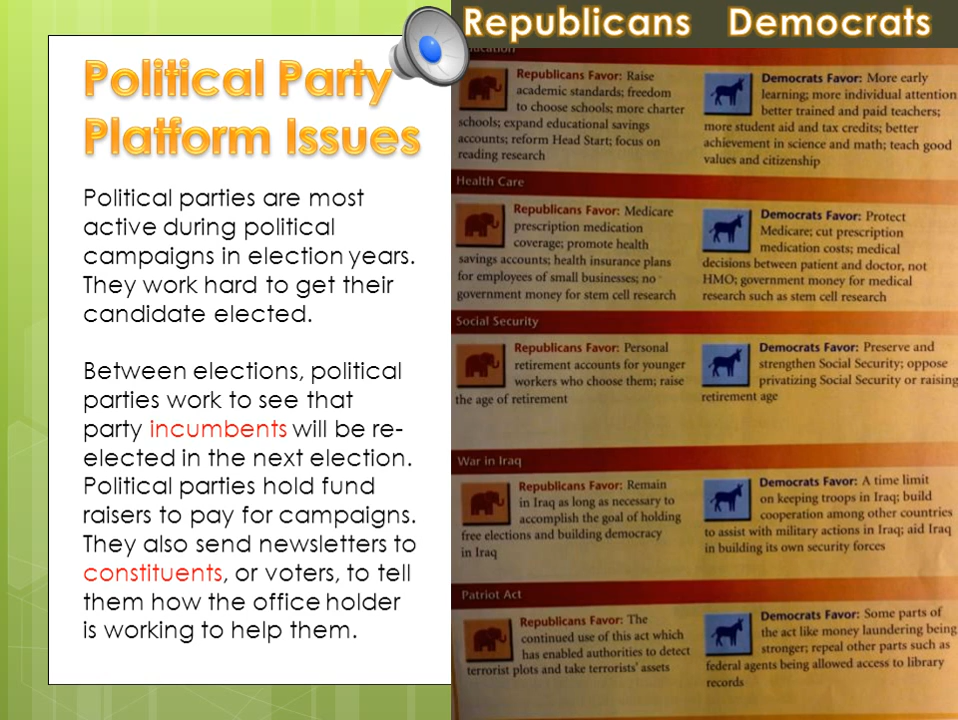 Political Party
Platform Issues
Political parties are most
active during political
campaigns in election years.
They work hard to get their
candidate elected.
Between elections, political
parties work to see that
party incumbents will be re-
elected in the next election.
Political parties hold fund
raisers to pay for campaigns.
They also send newsletters to
constituents, or voters, to tell
them how the office holder
is working to help them.
Republicans Democrats
Education
Republicans Favor: Raise
academic standards; freedom
to choose schools; more charter
schools; expand educational savings
accounts; reform Head Start; focus on
reading research
Democrats Favor: More early
learning; more individual attention
better trained and paid teachers;
more student aid and tax credits; better
achievement in science and math; teach good
values and citizenship
Health Care
Republicans Favor: Medicare
prescription medication
coverage; promote health
savings accounts; health insurance plans
for employees of small businesses; no
government money for stem cell research
Democrats Favor: Protect
Medicare; cut prescription
medication costs; medical
decisions between patient and doctor, not
HMO; government money for medical
research such as stem cell research
Social Security
Republicans Favor: Personal
retirement accounts for younger
workers who choose them; raise
the age of retirement
Democrats Favor: Preserve and
strengthen Social Security; oppose
privatizing Social Security or raising
retirement age
War in Iraq
Republicans Favor: Remain
in Iraq as long as necessary to
accomplish the goal of holding
free elections and building democracy
in Iraq
Democrats Favor: A time limit
on keeping troops in Iraq; build
cooperation among other countries
to assist with military actions in Iraq; aid Iraq
in building its own security forces
Patriot Act
Republicans Favor: The
continued use of this act which
has enabled authorities to detect
terrorist plots and take terrorists' assets
Democrats Favor: Some parts of
the act like money laundering being
stronger; repeal other parts such as
federal agents being allowed access to library
records